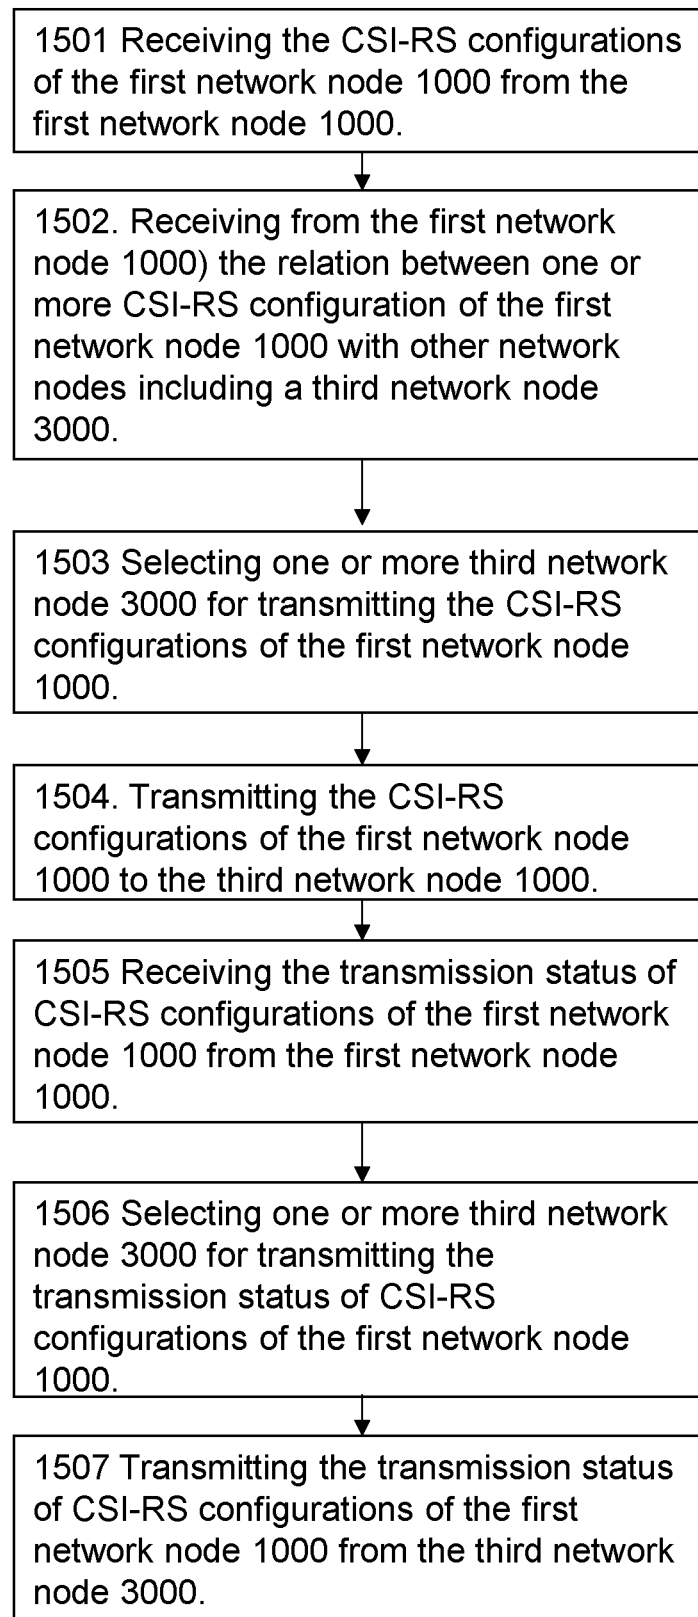 1501 Receiving the CSI-RS configurations
of the first network node 1000 from the
first network node 1000.
1502. Receiving from the first network
node 1000) the relation between one or
more CSI-RS configuration of the first
network node 1000 with other network
nodes including a third network node
3000.
1503 Selecting one or more third network
node 3000 for transmitting the CSI-RS
configurations of the first network node
1000.
1504. Transmitting the CSI-RS
configurations of the first network node
1000 to the third network node 1000.
1505 Receiving the transmission status of
CSI-RS configurations of the first network
node 1000 from the first network node
1000.
1506 Selecting one or more third network
node 3000 for transmitting the
transmission status of CSI-RS
configurations of the first network node
1000.
1507 Transmitting the transmission status
of CSI-RS configurations of the first
network node 1000 from the third network
node 3000.